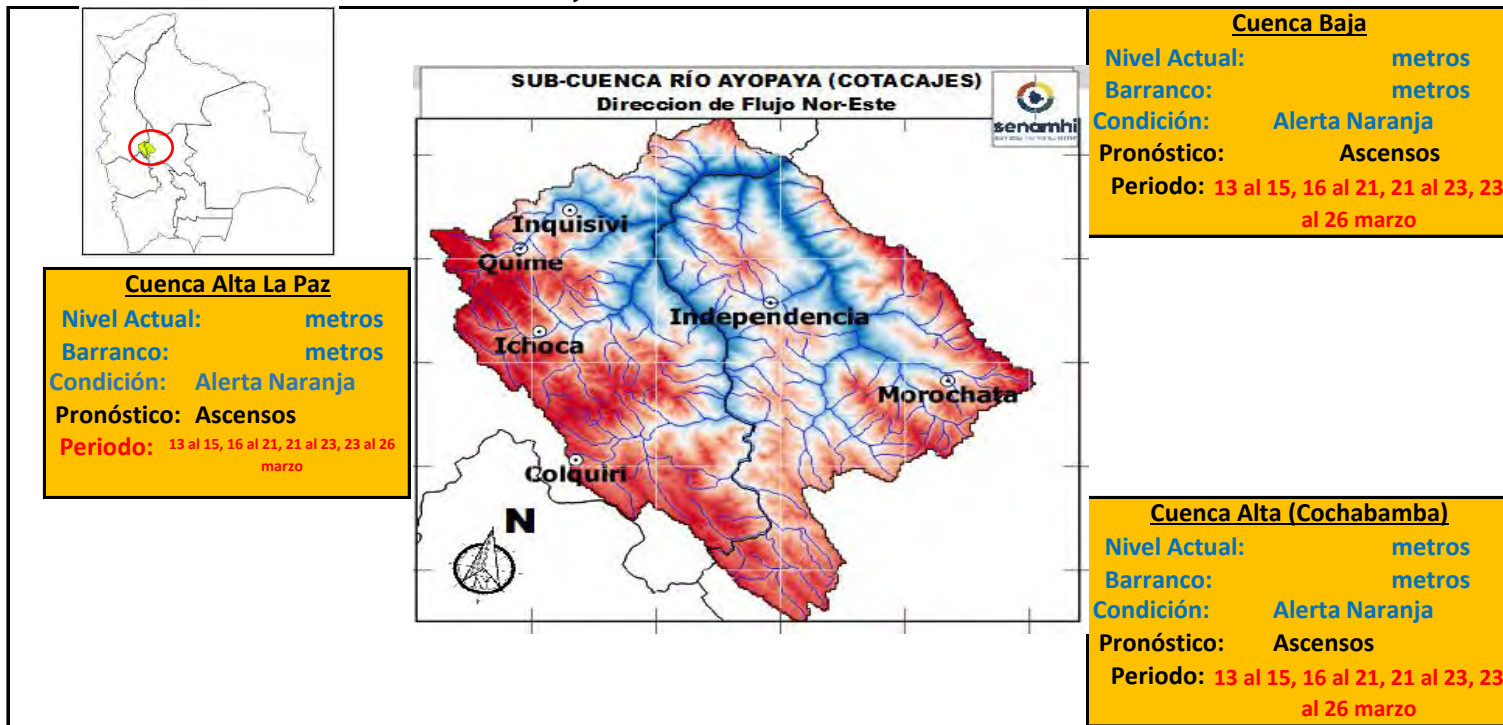 SUB-CUENCA RÍO AYOPAYA (COTACAJES)
Direccion de Flujo Nor-Este
senamhi
Inquisivi
Quime
Independencia
Ichoca
Morochata
Colquiri
N
Cuenca Alta La Paz
Nivel Actual: metros
Barranco: metros
Condición: Alerta Naranja
Pronóstico: Ascensos
Periodo: 13 al 15, 16 al 21, 21 al 23, 23 al 26
marzo
Cuenca Baja
Nivel Actual: metros
Barranco: metros
Condición: Alerta Naranja
Pronóstico: Ascensos
Periodo: 13 al 15, 16 al 21, 21 al 23, 23
al 26 marzo
Cuenca Alta (Cochabamba)
Nivel Actual: metros
Barranco: metros
Condición: Alerta Naranja
Pronóstico: Ascensos
Periodo: 13 al 15, 16 al 21, 21 al 23, 23
al 26 marzo